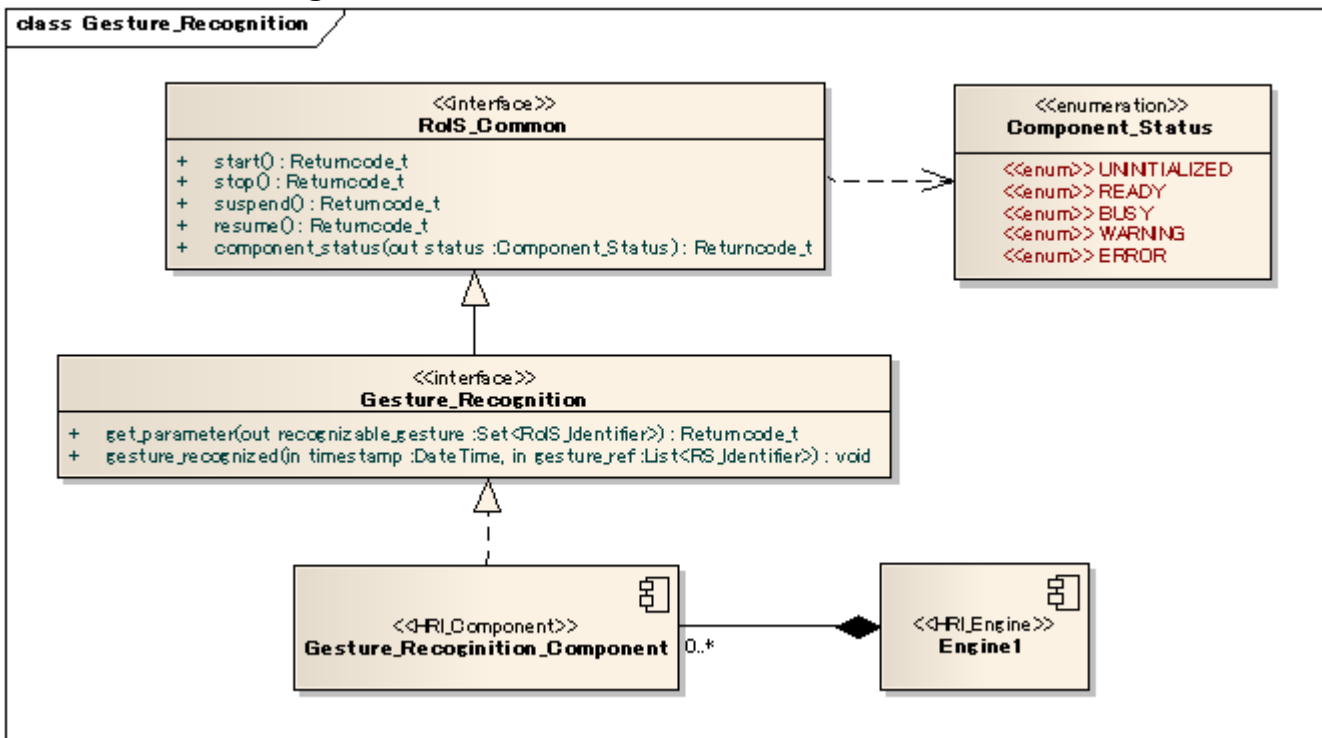 class Gesture_Recognition
<<interface>>
RoIS_Common
+ start() : Returncode_t
+ stop() : Returncode_t
+ suspend() : Returncode_t
+ resume() : Returncode_t
+ component_status(out status :Component_Status) : Returncode_t
<<enumeration>>
Component_Status
<<enum>> UNINITIALIZED
<<enum>> READY
<<enum>> BUSY
<<enum>> WARNING
<<enum>> ERROR
<<interface>>
Gesture_Recognition
+ get_parameter(out recognizable_gesture :Set<RoIS_Identifier>) : Returncode_t
+ gesture_recognized(in timestamp :DateTime, in gesture_ref :List<RS_Identifier>) : void
<<HRI_Component>>
Gesture_Recoginition_Component
0..*
<<HRI_Engine>>
Engine1